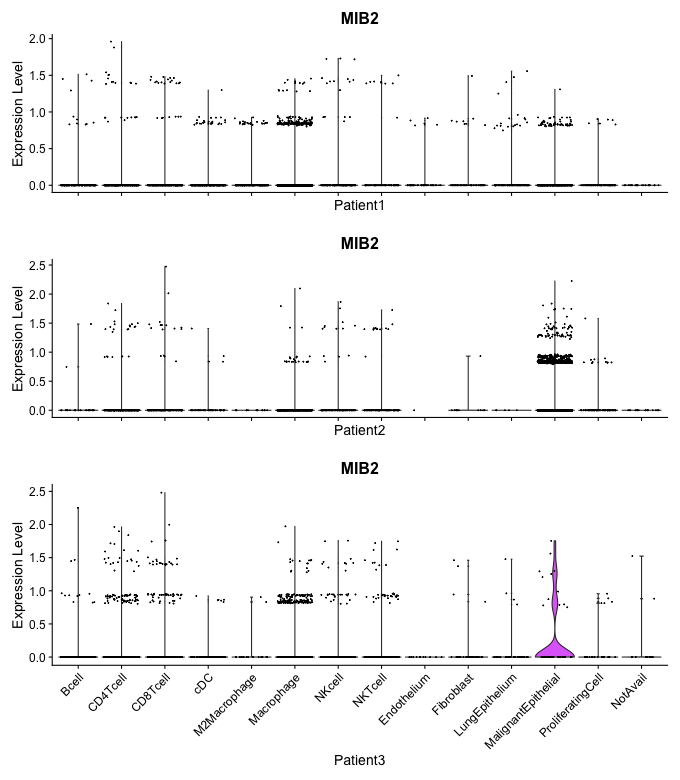 MIB2
Expression Level
2.0
1.5
1.0
0.5
0.0
Patient1
MIB2
Expression Level
2.5
2.0
1.5
1.0
0.5
0.0
Patient2
MIB2
Expression Level
2.5
2.0
1.5
1.0
0.5
0.0
Bcell
CD4Tcell
CD8Tcell
cDC
M2Macrophage
Macrophage
NKcell
NKTcell
Endothelium
Fibroblast
LungEpithelium
MalignantEpithelial
ProliferatingCell
NotAvail
Patient3